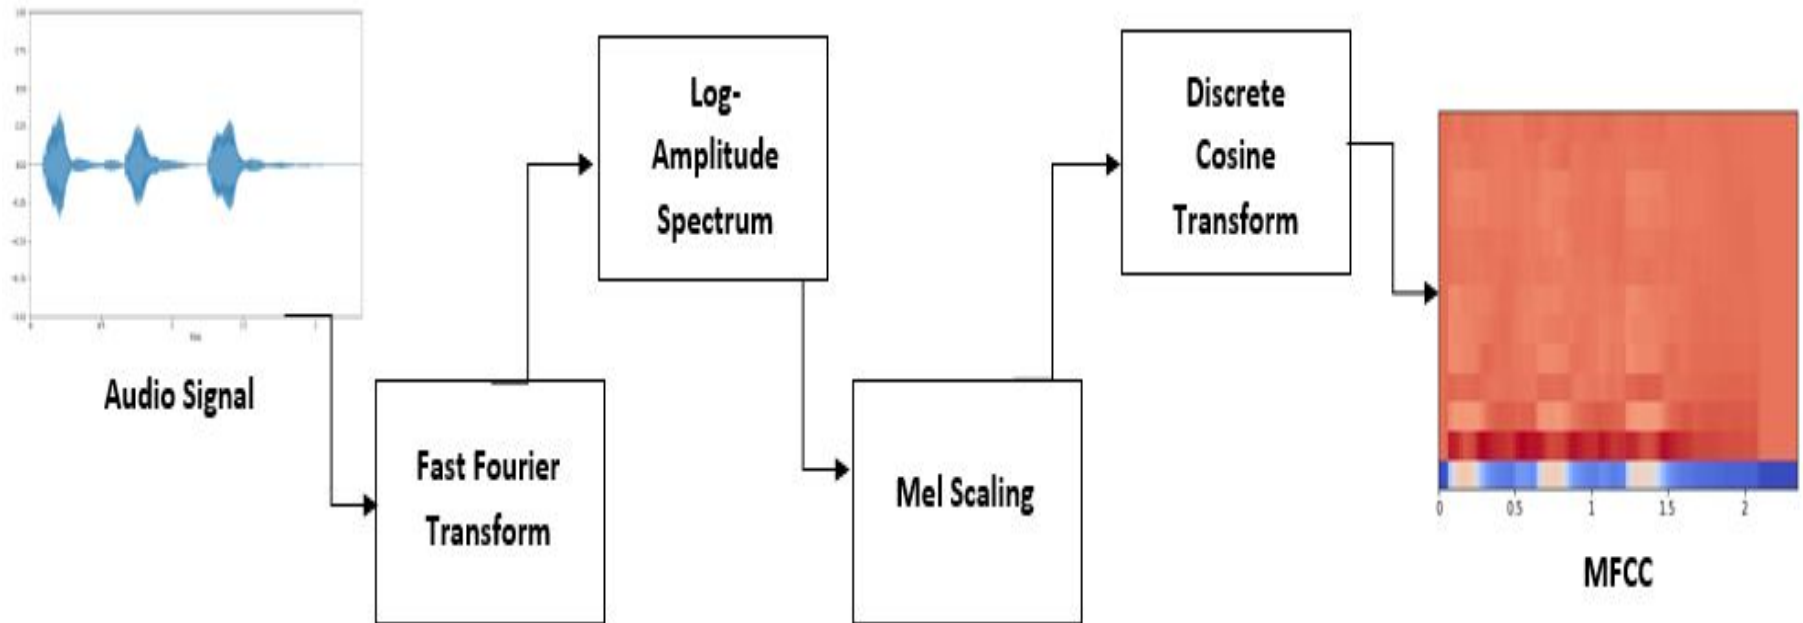 Audio Signal
Fast Fourier
Transform
Log-
Amplitude
Spectrum
Mel Scaling
Discrete
Cosine
Transform
0 0.5 1 1.5 2
MFCC